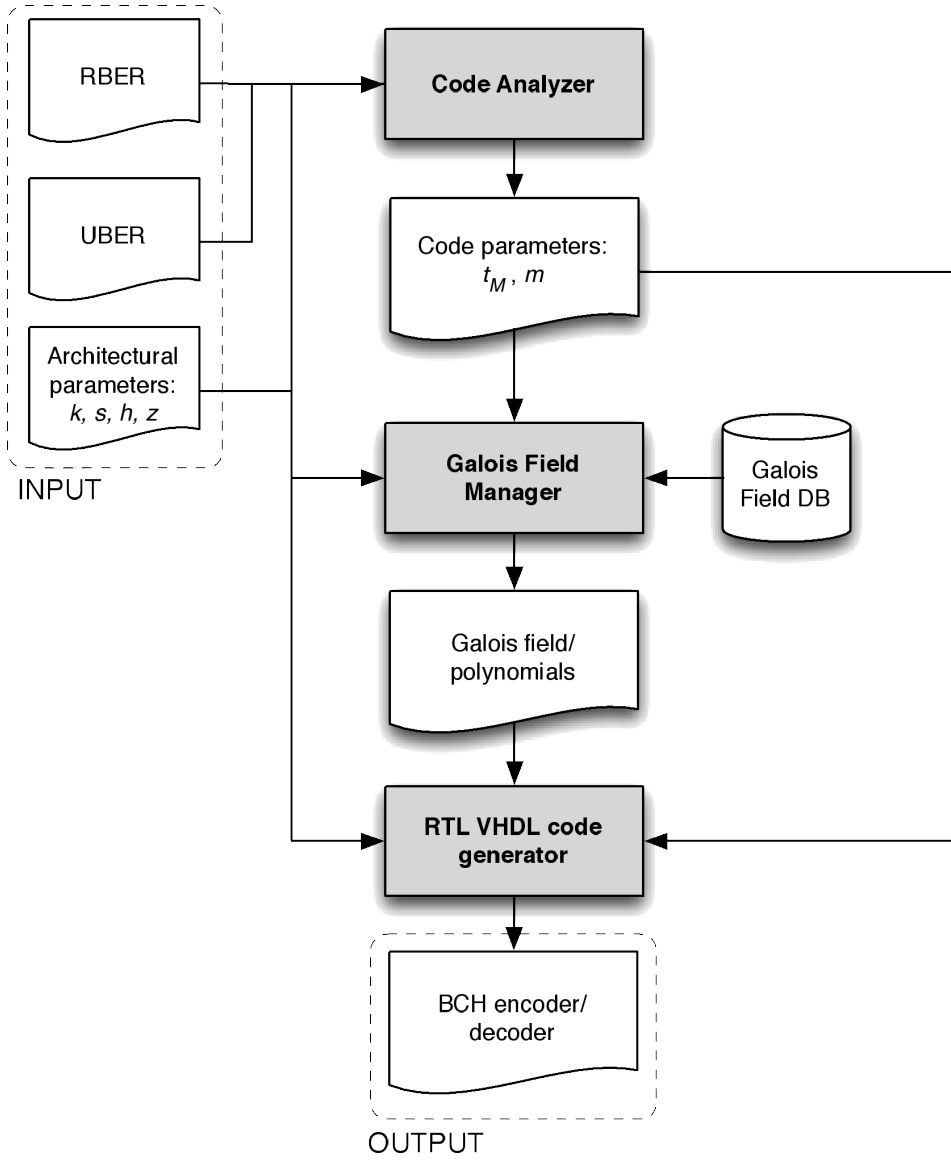 RBER
UBER
Architectural
parameters:
k, s, h, z
INPUT
Code Analyzer
Code parameters:
t_M , m
Galois Field
Manager
Galois
Field DB
Galois field/
polynomials
RTL VHDL code
generator
BCH encoder/
decoder
OUTPUT